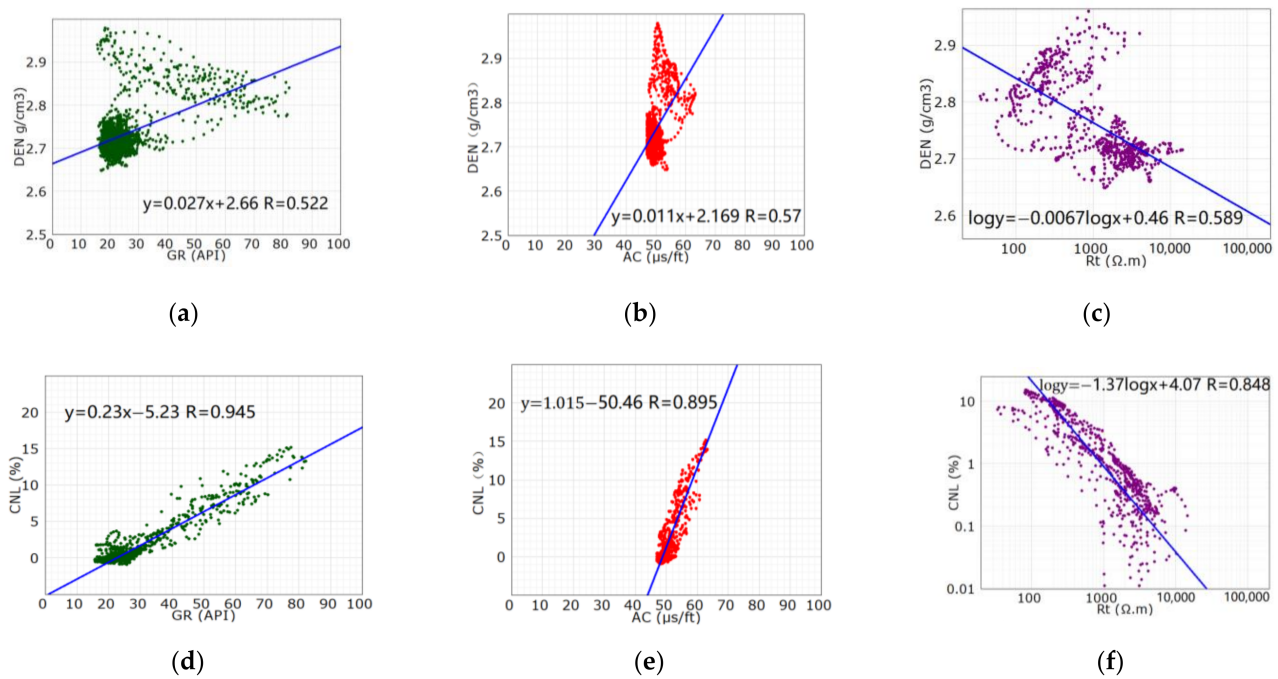 DEN g/cm3)
2.9
2.8
2.7
2.6
2.5
y=0.027x+2.66 R=0.522
0 10 20 30 40 50 60 70 80 90 100
GR (API)
(a)
DEN (g/cm3)
2.9
2.8
2.7
2.6
2.5
y=0.011x+2.169 R=0.57
0 10 20 30 40 50 60 70 80 90 100
AC (μs/ft)
(b)
DEN (g/cm3)
2.9
2.8
2.7
2.6
logy=−0.0067logx+0.46 R=0.589
100 1000 10,000 100,000
Rt (Ω.m)
(c)
CNL (%)
y=0.23x−5.23 R=0.945
20
15
10
5
0
0 10 20 30 40 50 60 70 80 90 100
GR (API)
(d)
CNL (%)
y=1.015−50.46 R=0.895
20
15
10
5
0
0 10 20 30 40 50 60 70 80 90 100
AC (μs/ft)
(e)
CNL (%)
logy=−1.37logx+4.07 R=0.848
10
1
0.1
0.01
100 1000 10,000 100,000
Rt (Ω.m)
(f)